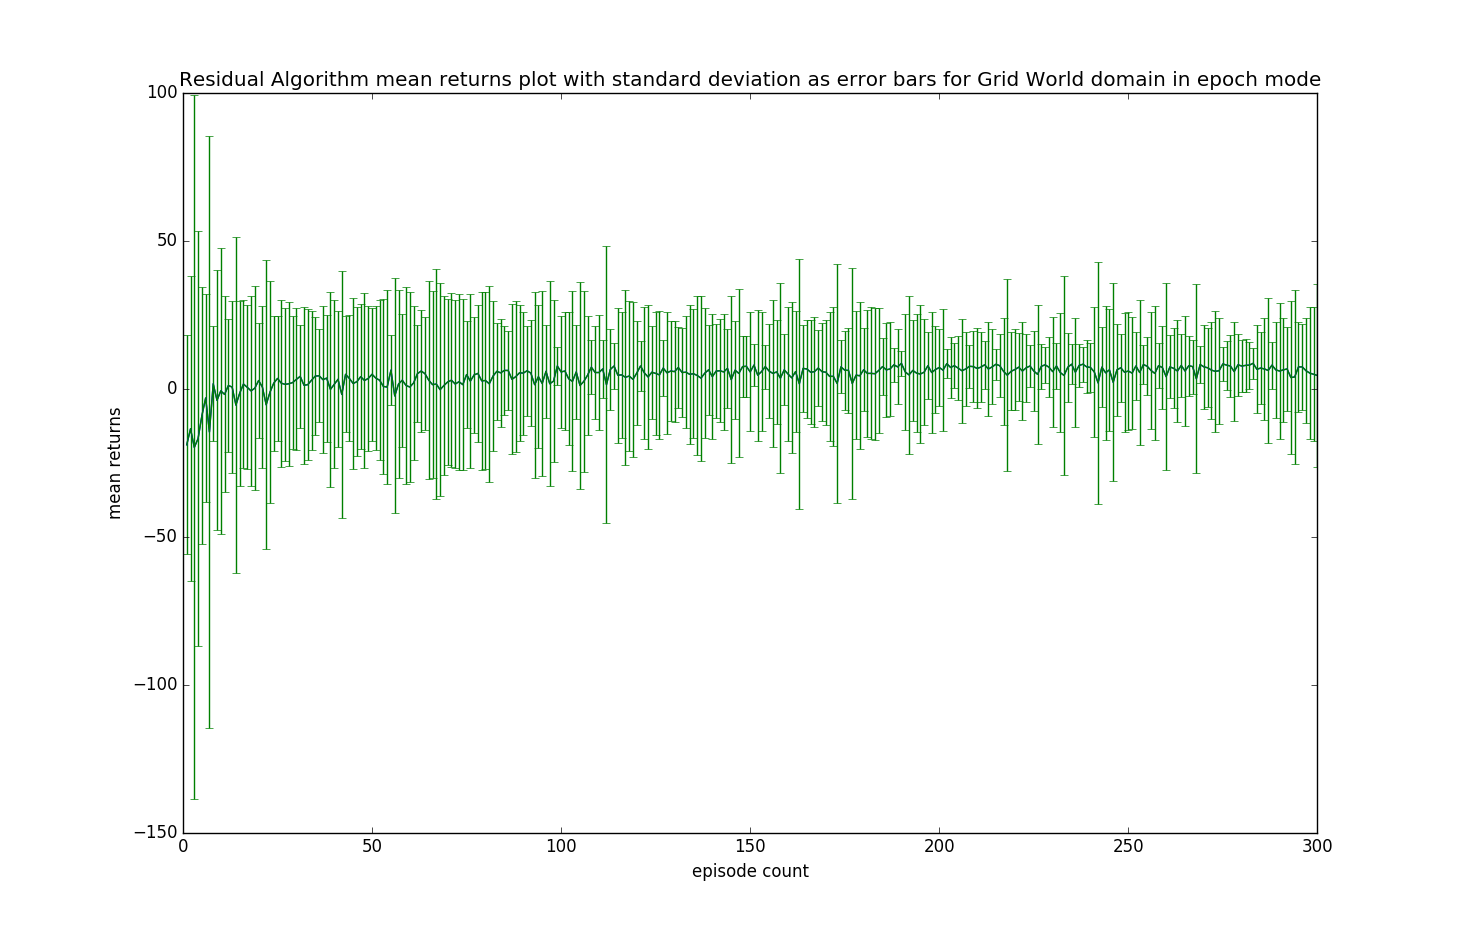 Residual Algorithm mean returns plot with standard deviation as error bars for Grid World domain in epoch mode
100
50
0
−50
−100
−150
mean returns
0 50 100 150 200 250 300
episode count